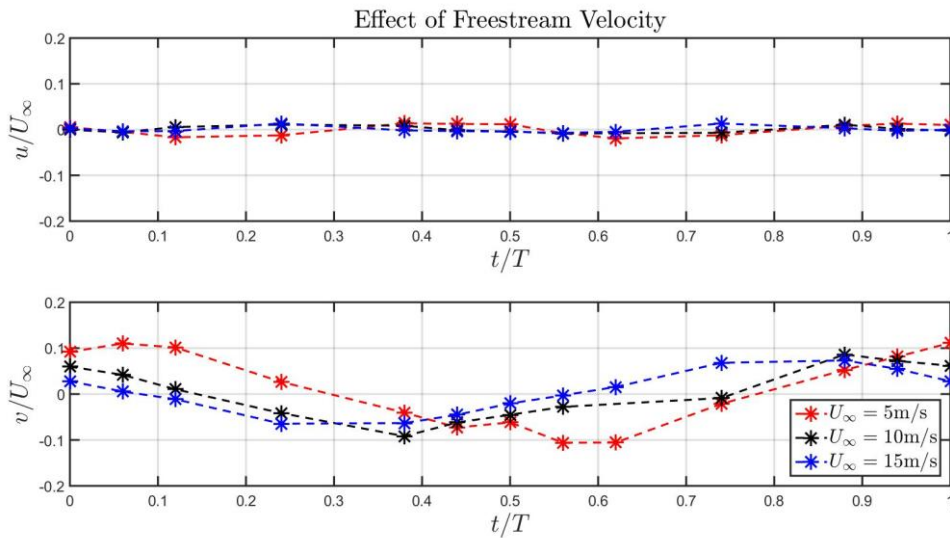 Effect of Freestream Velocity
0.2
0.1
0
-0.1
-0.2
u/U∞
0 0.1 0.2 0.3 0.4 0.5 0.6 0.7 0.8 0.9 1
t/T
0.2
0.1
0
-0.1
-0.2
v/U∞
U∞ = 5m/s
U∞ = 10m/s
U∞ = 15m/s
0 0.1 0.2 0.3 0.4 0.5 0.6 0.7 0.8 0.9 1
t/T